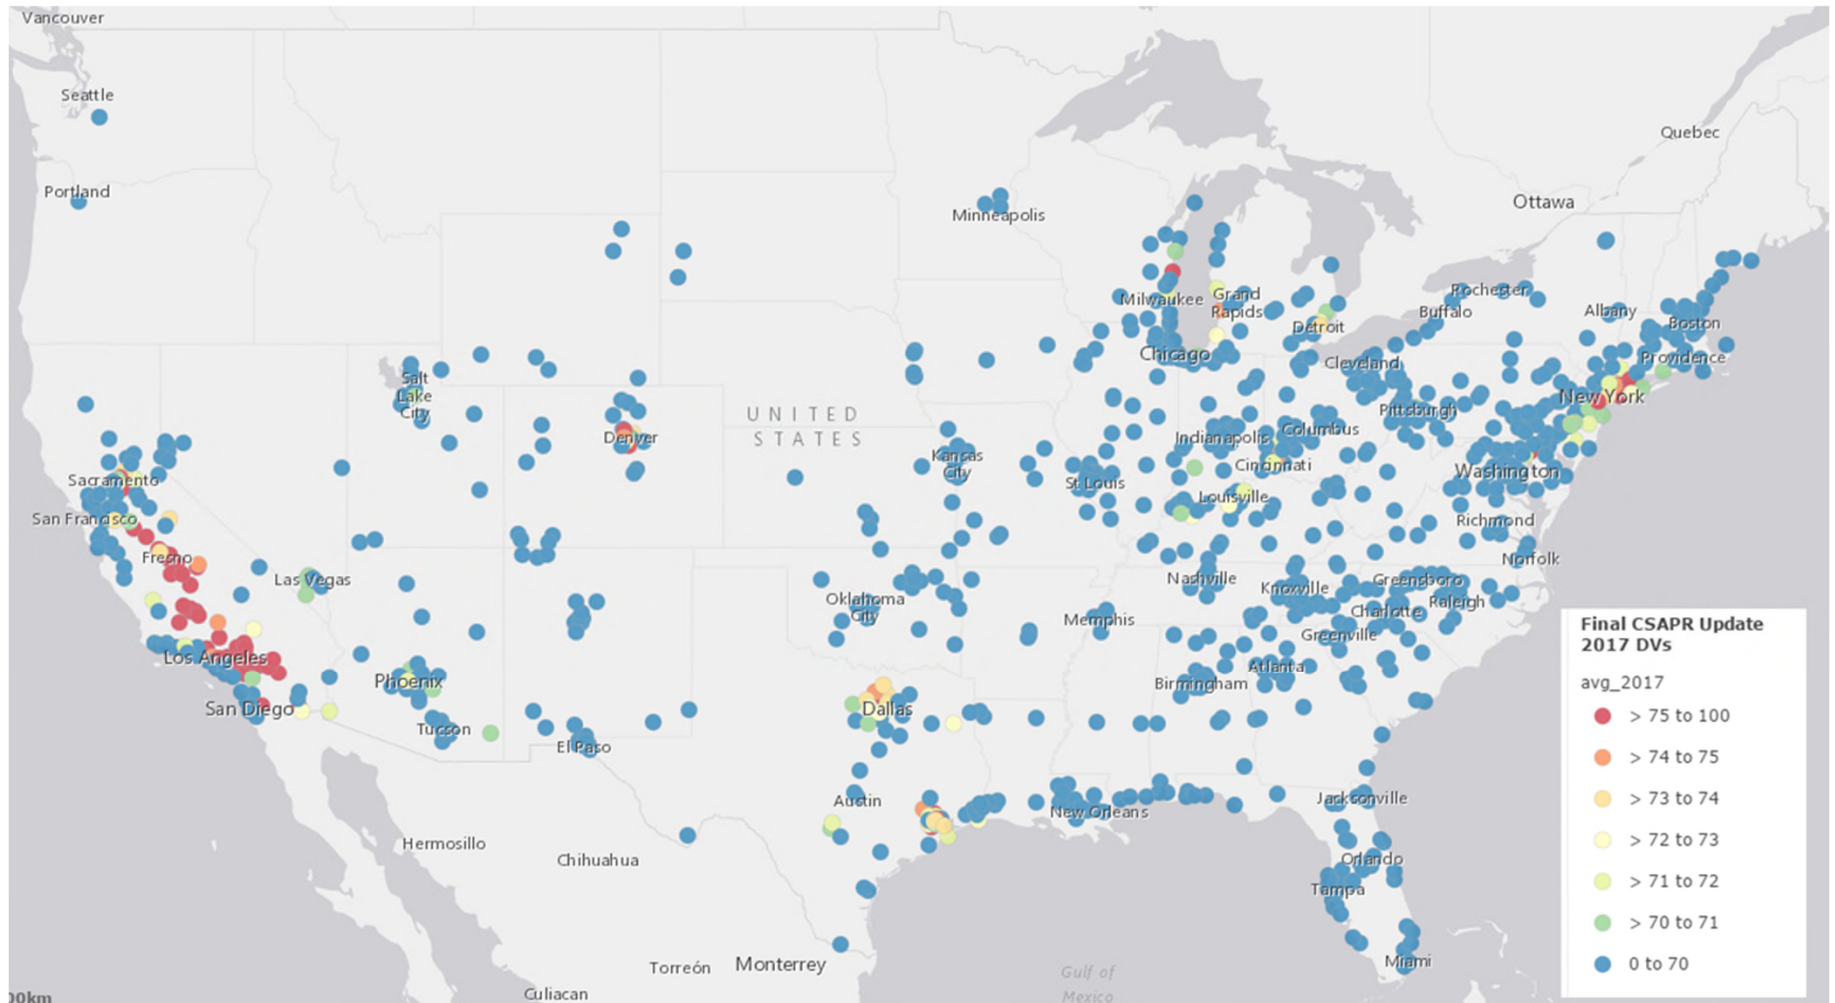 Vancouver
Seattle
Quebec
Portland
Ottawa
Minneapolis
Rochester
Milwaukee
Grand
Rapids
Buffalo
Albany
Detroit
Boston
Chicago
Cleveland
Providence
Salt
Lake
City
New York
UNITED
STATES
Pittsburgh
Denver
Indianapolis
Columbus
Kansas
City
Cincinnati
Washington
Sacramento
St Louis
Louisville
San Francisco
Richmond
Fresno
Norfolk
Las Vegas
Nashville
Knoxville
Greensboro
Oklahoma
City
Raleigh
Memphis
Charlotte
Greenville
Los Angeles
Atlanta
Phoenix
Birmingham
San Diego
Dallas
Tucson
El Paso
Austin
Jacksonville
New Orleans
Hermosillo
Chihuahua
Orlando
Tampa
Miami
Torreón
Monterrey
Gulf of
Mexico
Culiacan
00km
Final CSAPR Update
2017 DVs
avg_2017
> 75 to 100
> 74 to 75
> 73 to 74
> 72 to 73
> 71 to 72
> 70 to 71
0 to 70